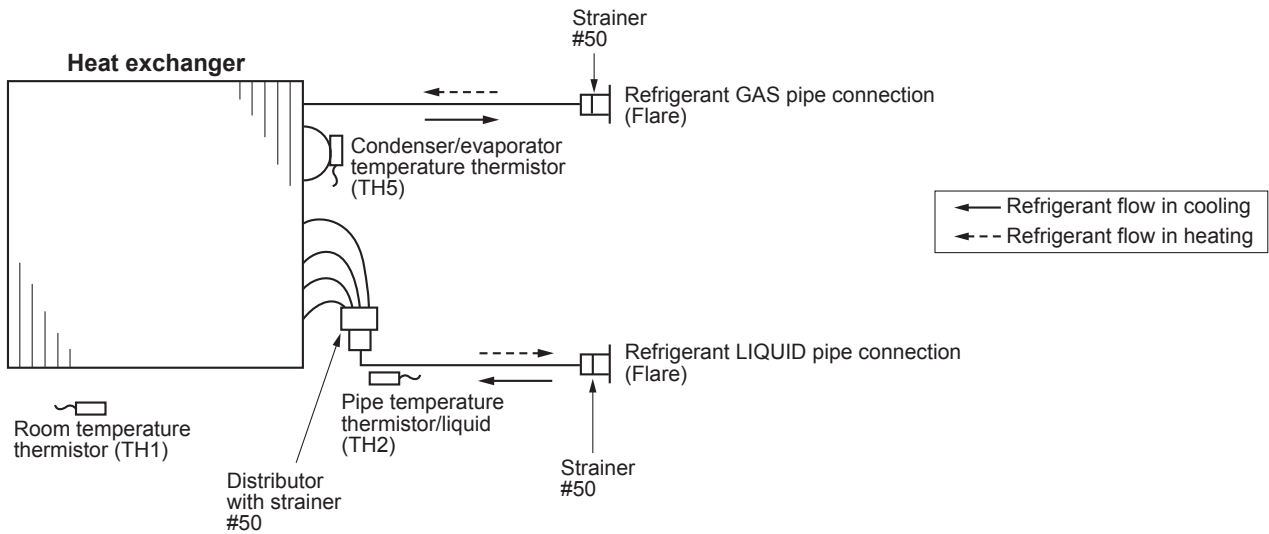 Strainer
#50
Heat exchanger
Refrigerant GAS pipe connection
(Flare)
Condenser/evaporator
temperature thermistor
(TH5)
Refrigerant flow in cooling
Refrigerant flow in heating
Refrigerant LIQUID pipe connection
(Flare)
Pipe temperature
thermistor/liquid
(TH2)
Room temperature
thermistor (TH1)
Distributor
with strainer
#50
Strainer
#50